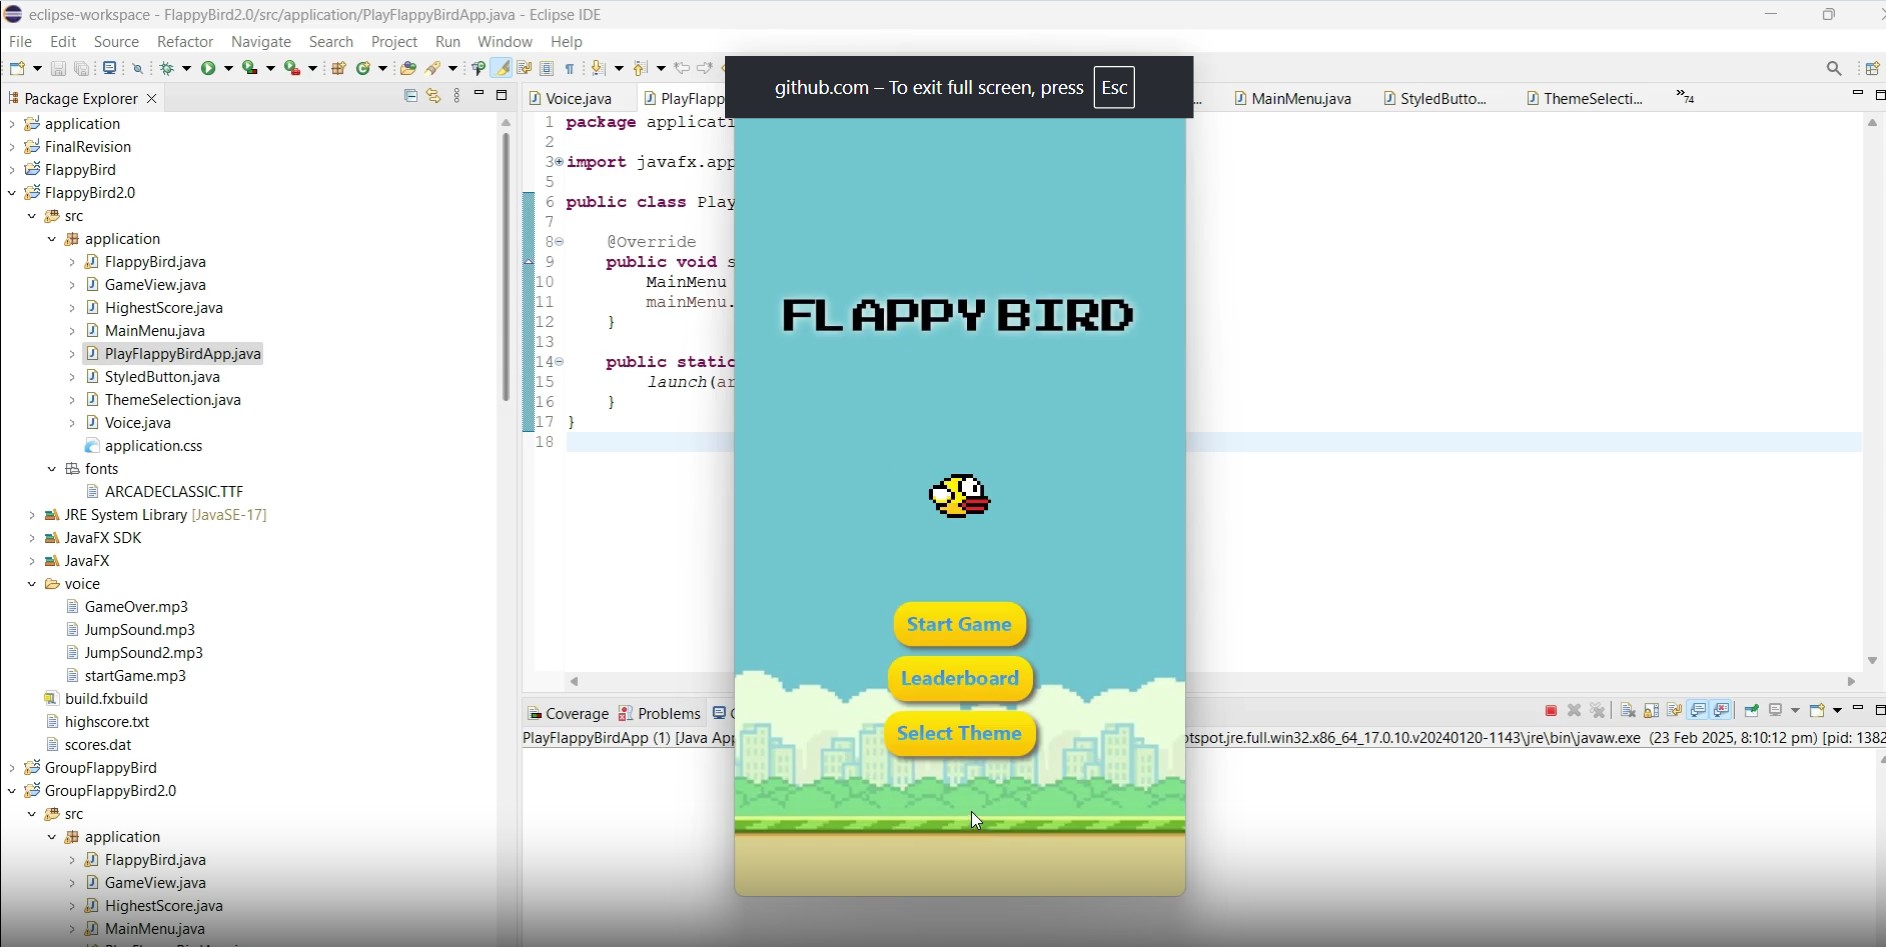 eclipse-workspace - FlappyBird2.0/src/application/PlayFlappyBirdApp.java - Eclipse IDE
File Edit Source Refactor Navigate Search Project Run Window Help
github.com – To exit full screen, press Esc
Package Explorer
application
FinalRevision
FlappyBird
FlappyBird2.0
src
application
FlappyBird.java
GameView.java
HighestScore.java
MainMenu.java
PlayFlappyBirdApp.java
StyledButton.java
ThemeSelection.java
Voice.java
application.css
fonts
ARCADECLASSIC.TTF
JRE System Library [JavaSE-17]
JavaFX SDK
JavaFX
voice
GameOver.mp3
JumpSound.mp3
JumpSound2.mp3
startGame.mp3
build.fxbuild
highscore.txt
scores.dat
GroupFlappyBird
GroupFlappyBird2.0
src
application
FlappyBird.java
GameView.java
HighestScore.java
MainMenu.java
Voice.java PlayFlapp ... MainMenu.java StyledButto... ThemeSelecti... »74
1 package applicati
2
3 import javafx.app
5
6 public class Play
7
8 @Override
9 public void s
10 MainMenu
11 mainMenu.
12 }
13
14 public static
15 launch(ar
16 }
17 }
18
FLAPPY BIRD
Start Game
Leaderboard
Select Theme
Coverage Problems
PlayFlappyBirdApp (1) [Java App otspot.jre.full.win32.x86_64_17.0.10.v20240120-1143\jre\bin\javaw.exe (23 Feb 2025, 8:10:12 pm) [pid: 1382